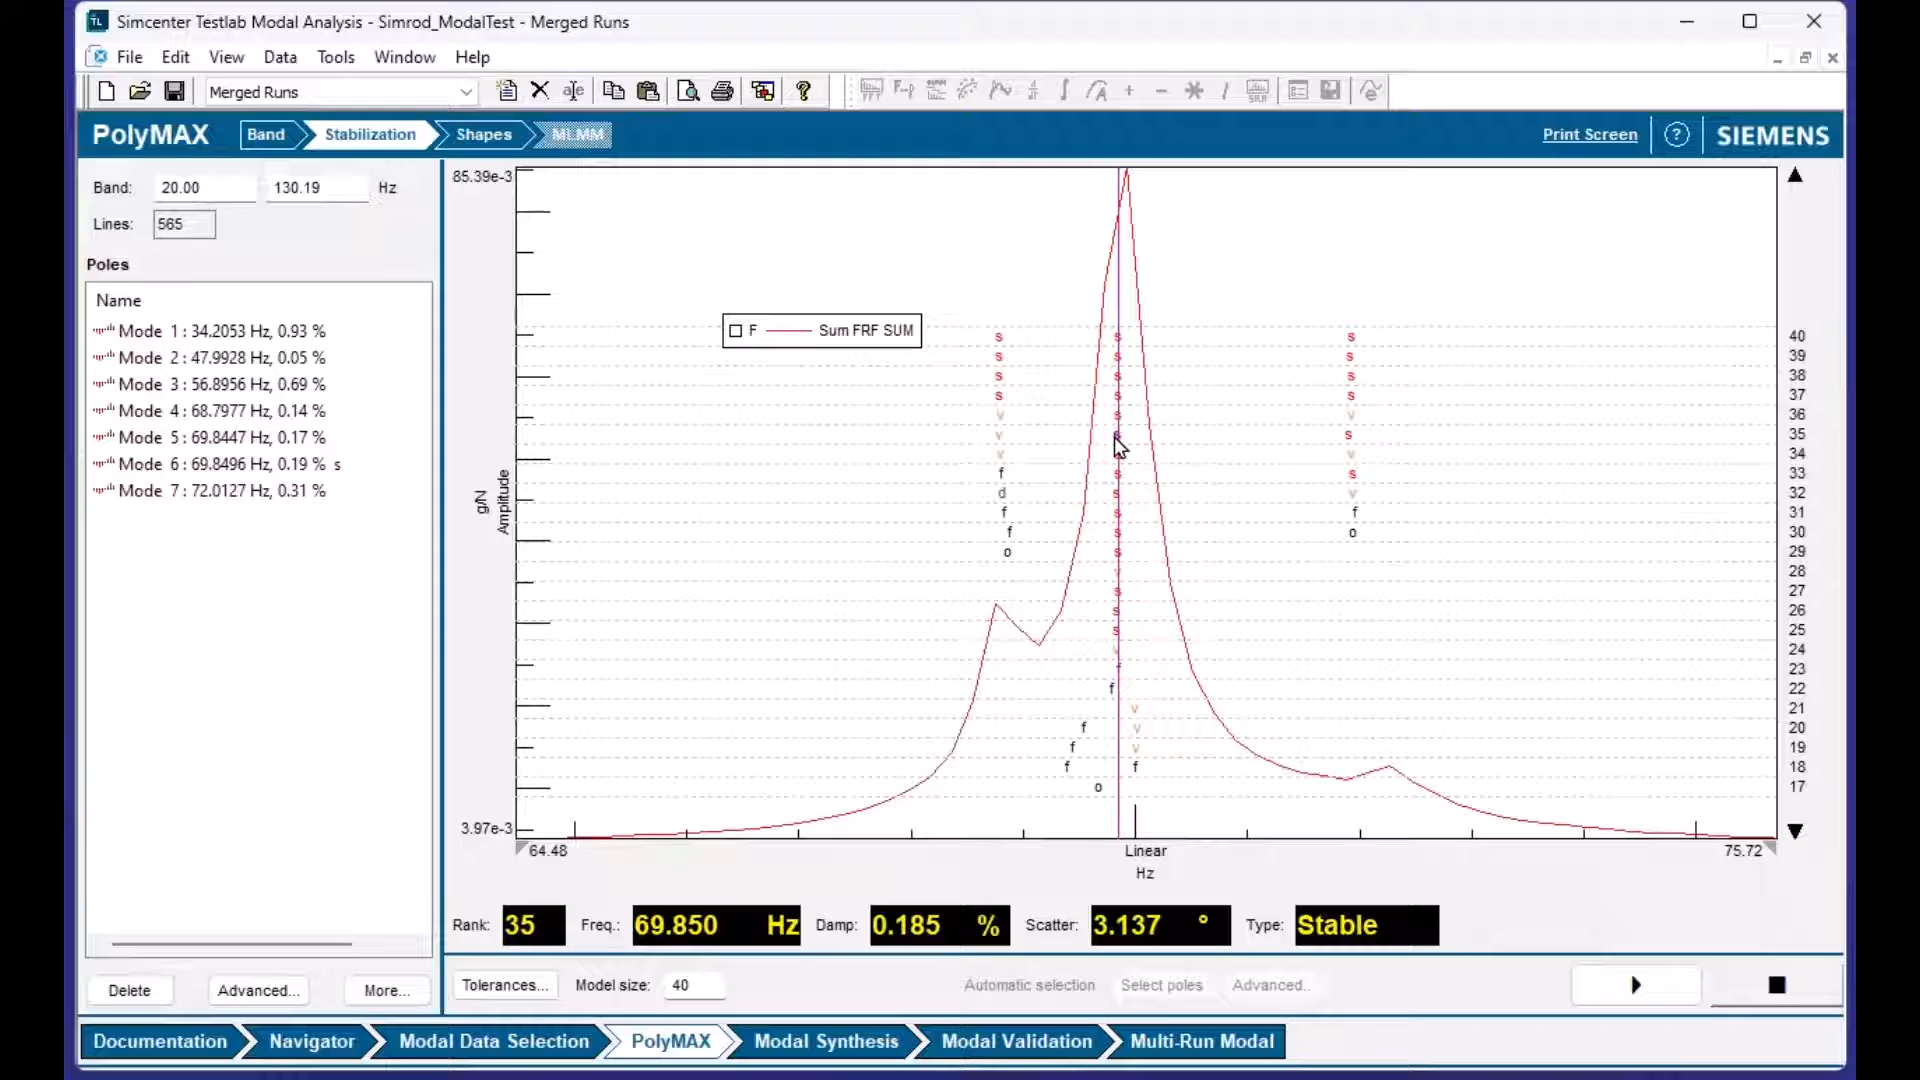 Simcenter Testlab Modal Analysis - Simrod_ModalTest - Merged Runs
File Edit View Data Tools Window Help
Merged Runs
PolyMAX Band Stabilization Shapes MLMM Print Screen SIEMENS
Band: 20.00 130.19 Hz
Lines: 565
Poles
Name
Mode 1 : 34.2053 Hz, 0.93 %
Mode 2 : 47.9928 Hz, 0.05 %
Mode 3 : 56.8956 Hz, 0.69 %
Mode 4 : 68.7977 Hz, 0.14 %
Mode 5 : 69.8447 Hz, 0.17 %
Mode 6 : 69.8496 Hz, 0.19 % s
Mode 7 : 72.0127 Hz, 0.31 %
Delete Advanced... More...
85.39e-3
F Sum FRF SUM
g/N
Amplitude
3.97e-3
40
39
38
37
36
35
34
33
32
31
30
29
28
27
26
25
24
23
22
21
20
19
18
17
64.48 Linear 75.72
Hz
Rank: 35 Freq.: 69.850 Hz Damp: 0.185 % Scatter: 3.137 ° Type: Stable
Tolerances... Model size: 40 Automatic selection Select poles Advanced..
Documentation Navigator Modal Data Selection PolyMAX Modal Synthesis Modal Validation Multi-Run Modal